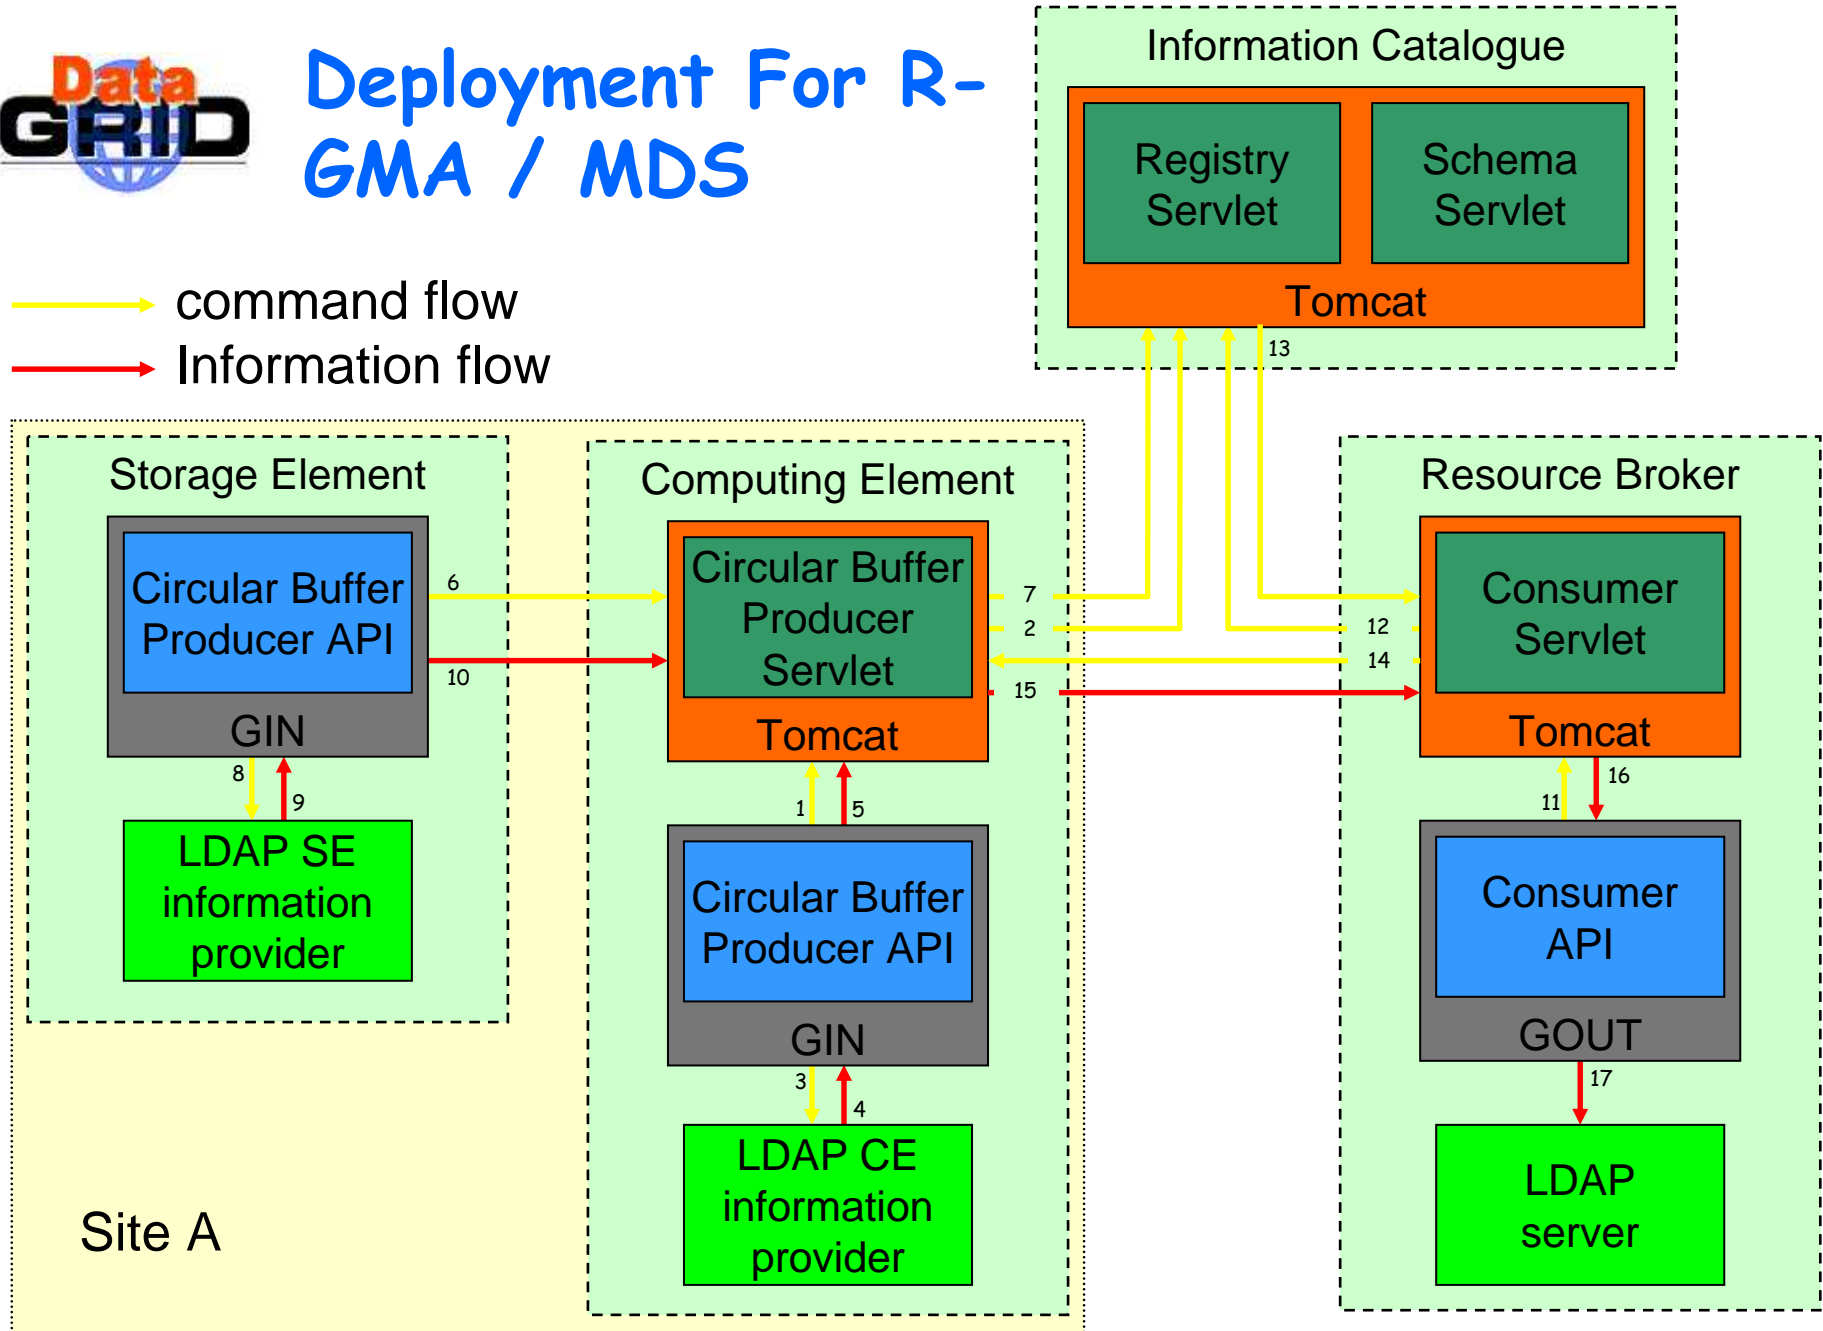 Data
GRID
Deployment For R-
GMA / MDS
command flow
Information flow
Information Catalogue
Registry
Servlet
Schema
Servlet
Tomcat
13
Storage Element
Circular Buffer
Producer API
GIN
6
10
8
9
LDAP SE
information
provider
Computing Element
Circular Buffer
Producer
Servlet
Tomcat
7
2
15
1
5
Circular Buffer
Producer API
GIN
3
4
LDAP CE
information
provider
Site A
Resource Broker
12
14
Consumer
Servlet
Tomcat
11
16
Consumer
API
GOUT
17
LDAP
server